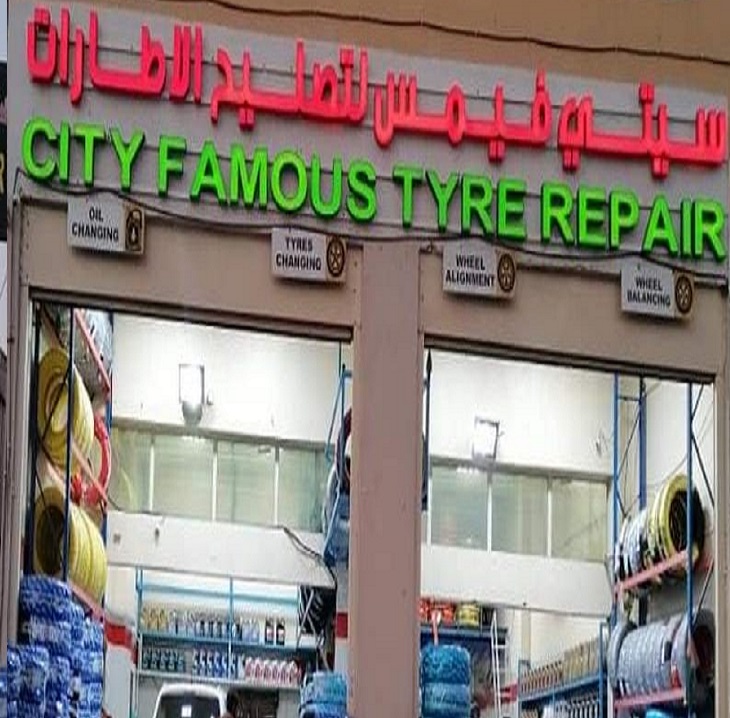 سيتي فيمس لتصليح الاطارات
CITY FAMOUS TYRE REPAIR
OIL
CHANGING
TYRES
CHANGING
WHEEL
ALIGNMENT
WHEEL
BALANCING